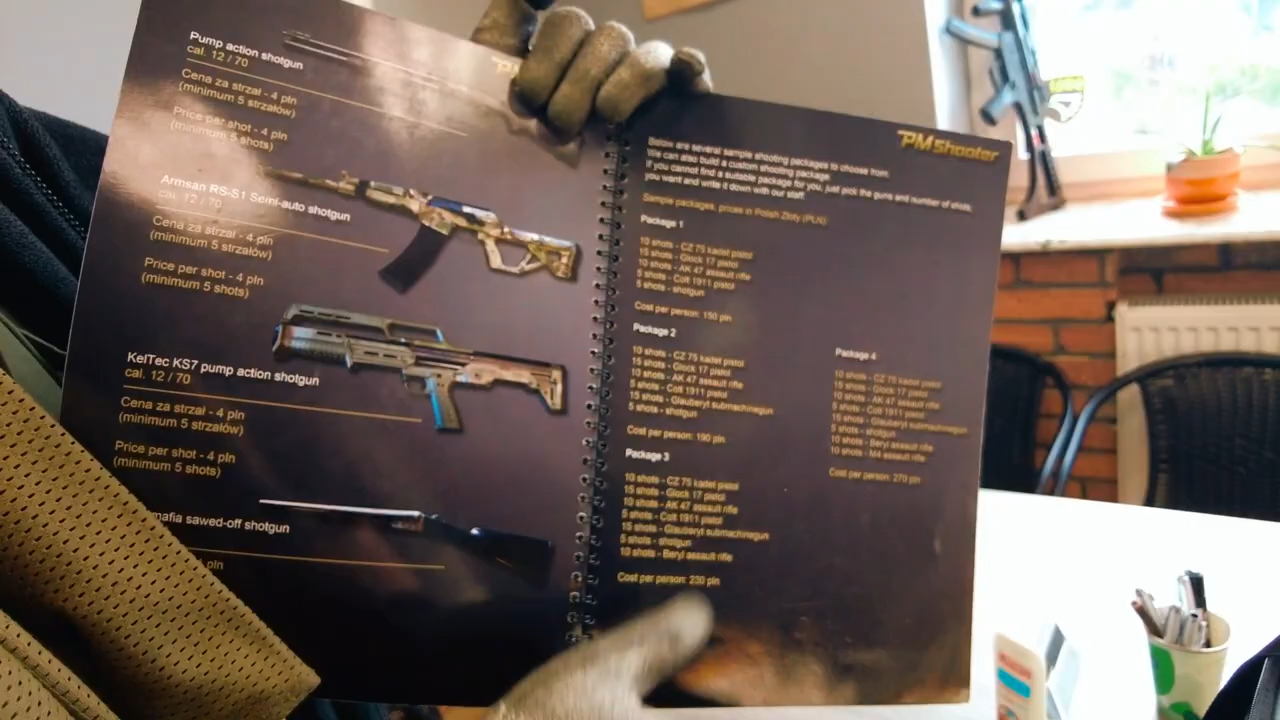 Pump action shotgun
cal. 12 / 70
Cena za strzał - 4 pln
(minimum 5 strzałów)
Price per shot - 4 pln
(minimum 5 shots)
Armsan RS-S1 Semi-auto shotgun
cal. 12 / 70
Cena za strzał - 4 pln
(minimum 5 strzałów)
Price per shot - 4 pln
(minimum 5 shots)
KelTec KS7 pump action shotgun
cal. 12 / 70
Cena za strzał - 4 pln
(minimum 5 strzałów)
Price per shot - 4 pln
(minimum 5 shots)
mafia sawed-off shotgun
pln
PM Shooter
Below are several sample shooting packages to choose from.
We can also build a custom shooting package.
If you cannot find a suitable package for you, just pick the guns and number of shots
you want and write it down with our staff.
Sample packages, prices in Polish Zloty (PLN)
Package 1
10 shots - CZ 75 kadet pistol
15 shots - Glock 17 pistol
10 shots - AK 47 assault rifle
5 shots - Colt 1911 pistol
5 shots - shotgun
Cost per person: 150 pln
Package 2
10 shots - CZ 75 kadet pistol
15 shots - Glock 17 pistol
10 shots - AK 47 assault rifle
5 shots - Colt 1911 pistol
15 shots - Glauberyt submachinegun
5 shots - shotgun
Cost per person: 190 pln
Package 3
10 shots - CZ 75 kadet pistol
15 shots - Glock 17 pistol
10 shots - AK 47 assault rifle
5 shots - Colt 1911 pistol
15 shots - Glauberyt submachinegun
5 shots - shotgun
10 shots - Beryl assault rifle
Cost per person: 230 pln
Package 4
10 shots - CZ 75 kadet pistol
15 shots - Glock 17 pistol
10 shots - AK 47 assault rifle
5 shots - Colt 1911 pistol
15 shots - Glauberyt submachinegun
5 shots - shotgun
10 shots - Beryl assault rifle
10 shots - M4 assault rifle
Cost per person: 270 pln